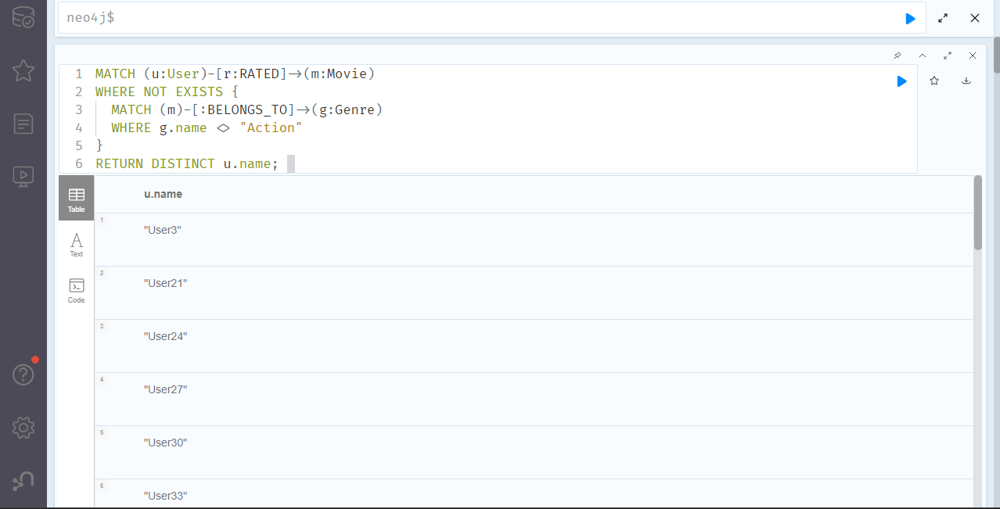 neo4j$
1 MATCH (u:User)-[r:RATED]->(m:Movie)
2 WHERE NOT EXISTS {
3 MATCH (m)-[:BELONGS_TO]->(g:Genre)
4 WHERE g.name <> "Action"
5 }
6 RETURN DISTINCT u.name;
Table
Text
Code
u.name
1
"User3"
2
"User21"
3
"User24"
4
"User27"
5
"User30"
6
"User33"